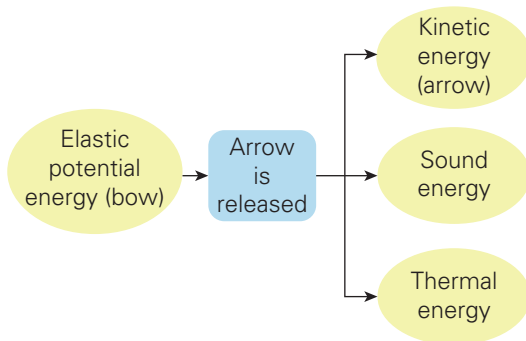 Elastic
potential
energy (bow)
Arrow
is
released
Kinetic
energy
(arrow)
Sound
energy
Thermal
energy